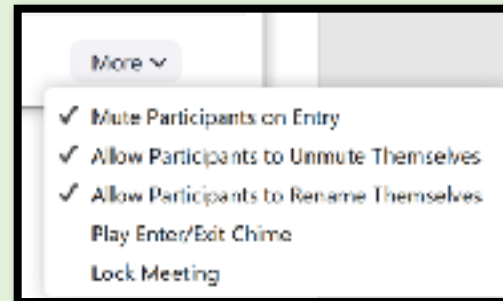 More
Mute Participants on Entry
Allow Participants to Unmute Themselves
Allow Participants to Rename Themselves
Play Enter/Exit Chime
Lock Meeting